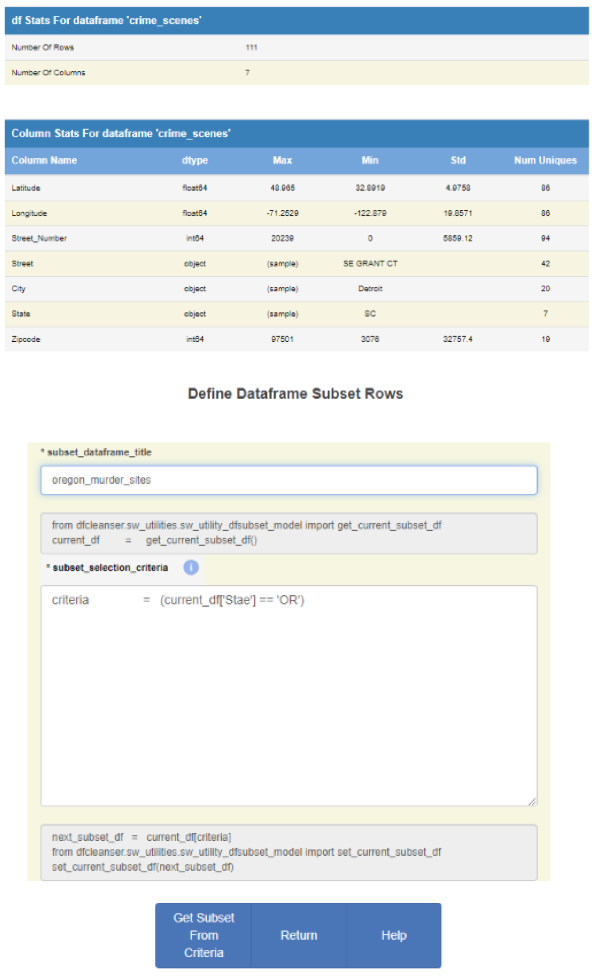 df Stats For dataframe 'crime_scenes'
Number Of Rows 111
Number Of Columns 7
Column Stats For dataframe 'crime_scenes'
Column Name dtype Max Min Std Num Uniques
Latitude float64 48.965 32.8919 4.9758 86
Longitude float64 -71.2529 -122.879 19.8571 86
Street_Number int64 20239 0 5859.12 94
Street object (sample) SE GRANT CT 42
City object (sample) Detroit 20
State object (sample) SC 7
Zipcode int64 97501 3076 32757.4 19
Define Dataframe Subset Rows
* subset_dataframe_title
oregon_murder_sites
from dfcleanser.sw_utilities.sw_utility_dfsubset_model import get_current_subset_df
current_df = get_current_subset_df()
* subset_selection_criteria i
criteria = (current_df['Stae'] == 'OR')
next_subset_df = current_df[criteria]
from dfcleanser.sw_utilities.sw_utility_dfsubset_model import set_current_subset_df
set_current_subset_df(next_subset_df)
Get Subset
From
Criteria
Return
Help